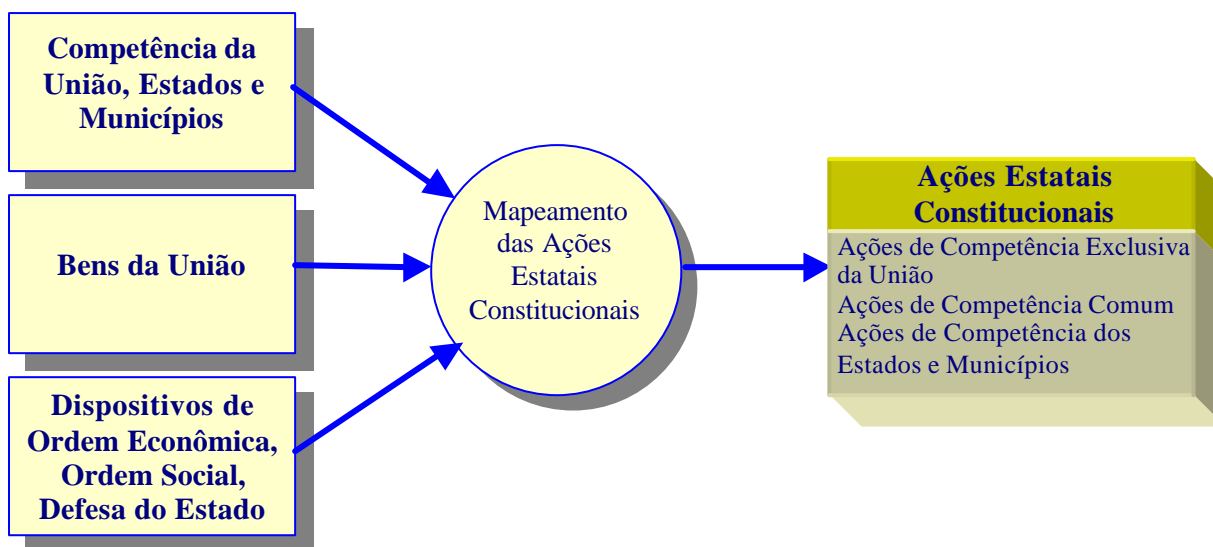 Competência da
União, Estados e
Municípios
Bens da União
Dispositivos de
Ordem Econômica,
Ordem Social,
Defesa do Estado
Mapeamento
das Ações
Estatais
Constitucionais
Ações Estatais
Constitucionais
Ações de Competência Exclusiva
da União
Ações de Competência Comum
Ações de Competência dos
Estados e Municípios